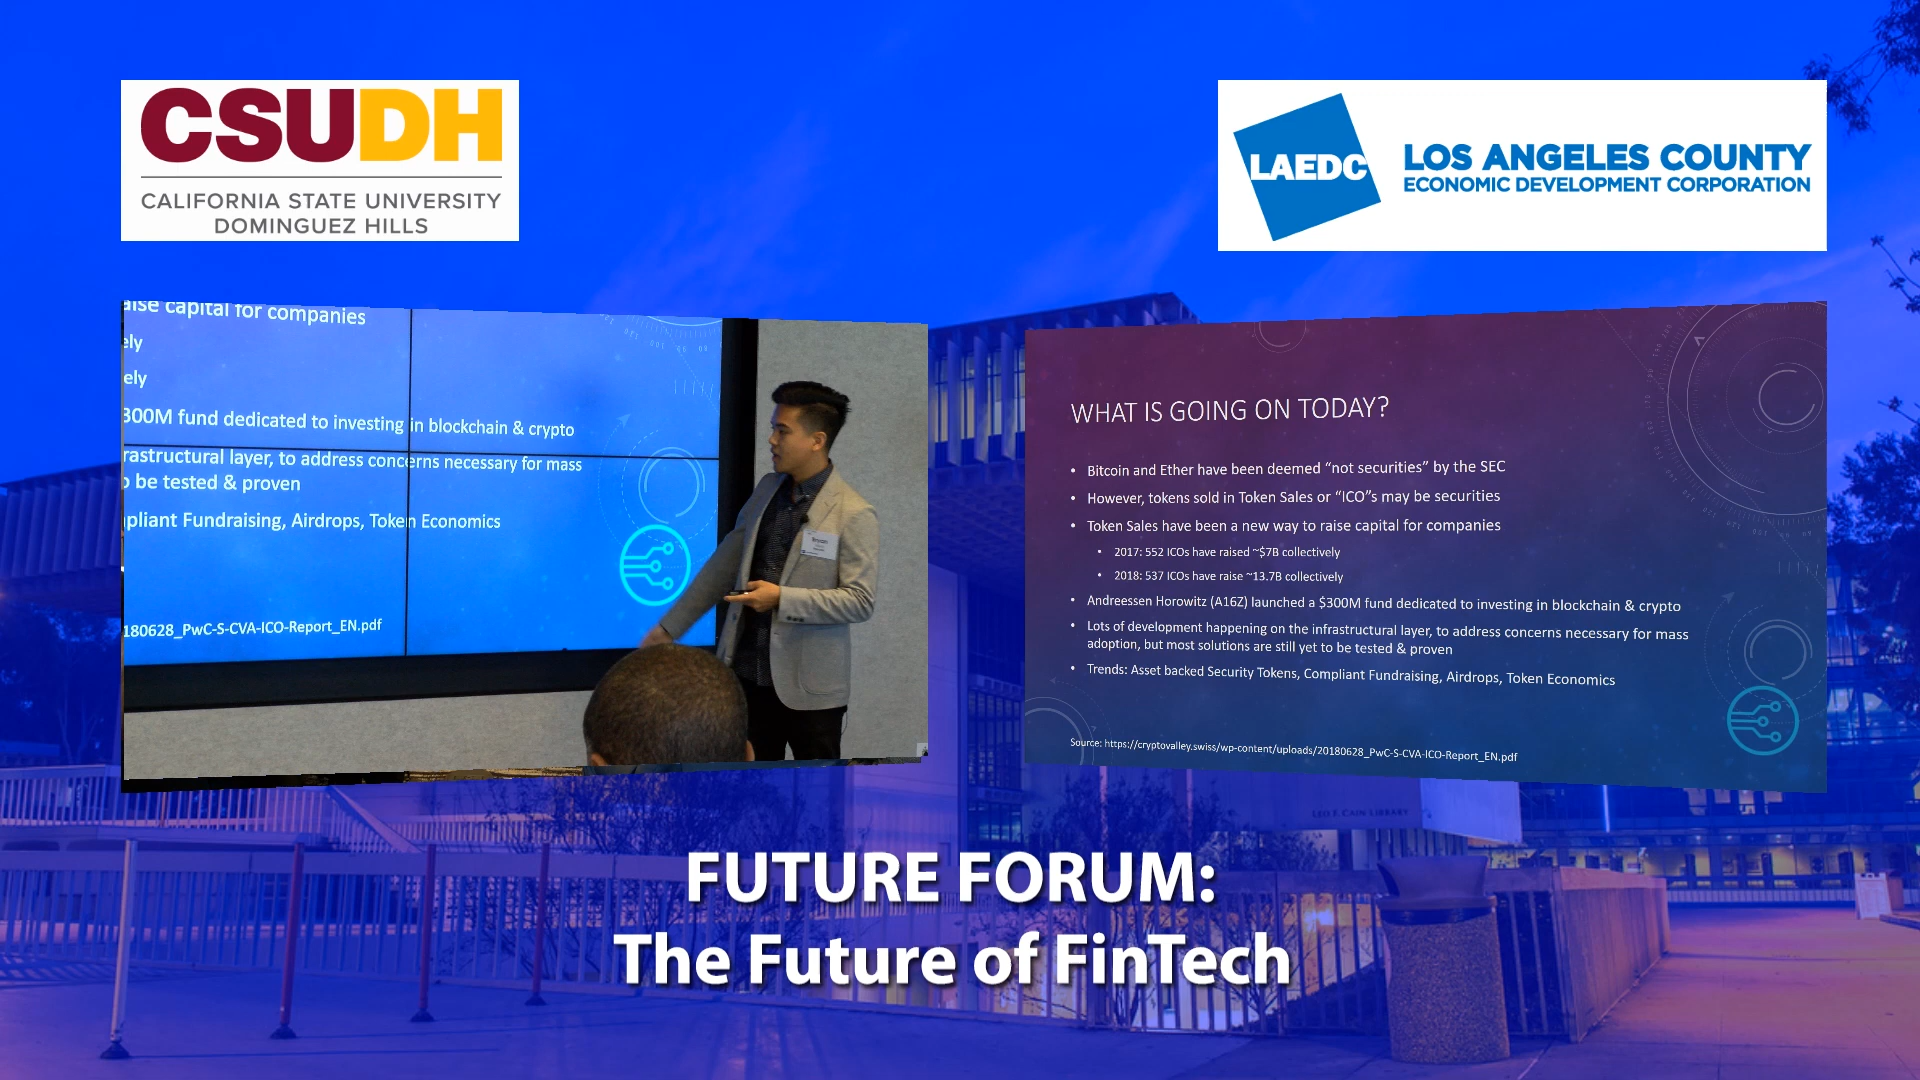 CSUDH
CALIFORNIA STATE UNIVERSITY
DOMINGUEZ HILLS
LAEDC
LOS ANGELES COUNTY
ECONOMIC DEVELOPMENT CORPORATION
aise capital for companies
ely
ely
300M fund dedicated to investing in blockchain & crypto
rastructural layer, to address concerns necessary for mass
o be tested & proven
pliant Fundraising, Airdrops, Token Economics
180628_PwC-S-CVA-ICO-Report_EN.pdf
WHAT IS GOING ON TODAY?
• Bitcoin and Ether have been deemed “not securities” by the SEC
• However, tokens sold in Token Sales or “ICO”s may be securities
• Token Sales have been a new way to raise capital for companies
• 2017: 552 ICOs have raised ~$7B collectively
• 2018: 537 ICOs have raise ~13.7B collectively
• Andreessen Horowitz (A16Z) launched a $300M fund dedicated to investing in blockchain & crypto
• Lots of development happening on the infrastructural layer, to address concerns necessary for mass
adoption, but most solutions are still yet to be tested & proven
• Trends: Asset backed Security Tokens, Compliant Fundraising, Airdrops, Token Economics
Source: https://cryptovalley.swiss/wp-content/uploads/20180628_PwC-S-CVA-ICO-Report_EN.pdf
LEO F. CAIN LIBRARY
FUTURE FORUM:
The Future of FinTech